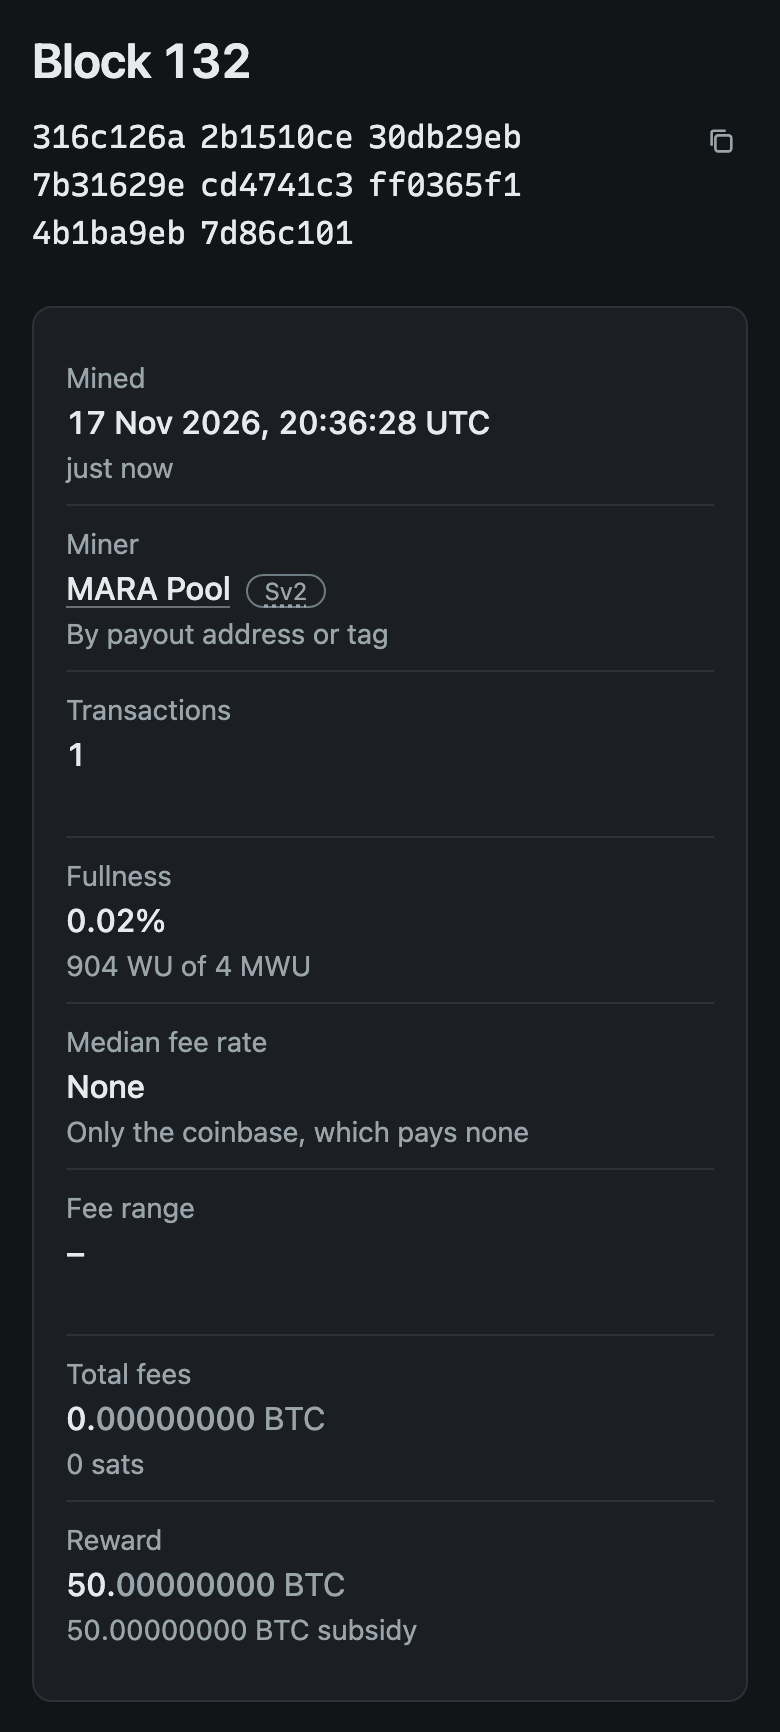 Block 132
316c126a 2b1510ce 30db29eb
7b31629e cd4741c3 ff0365f1
4b1ba9eb 7d86c101
Mined
17 Nov 2026, 20:36:28 UTC
just now
Miner
MARA Pool Sv2
By payout address or tag
Transactions
1
Fullness
0.02%
904 WU of 4 MWU
Median fee rate
None
Only the coinbase, which pays none
Fee range
–
Total fees
0.00000000 BTC
0 sats
Reward
50.00000000 BTC
50.00000000 BTC subsidy